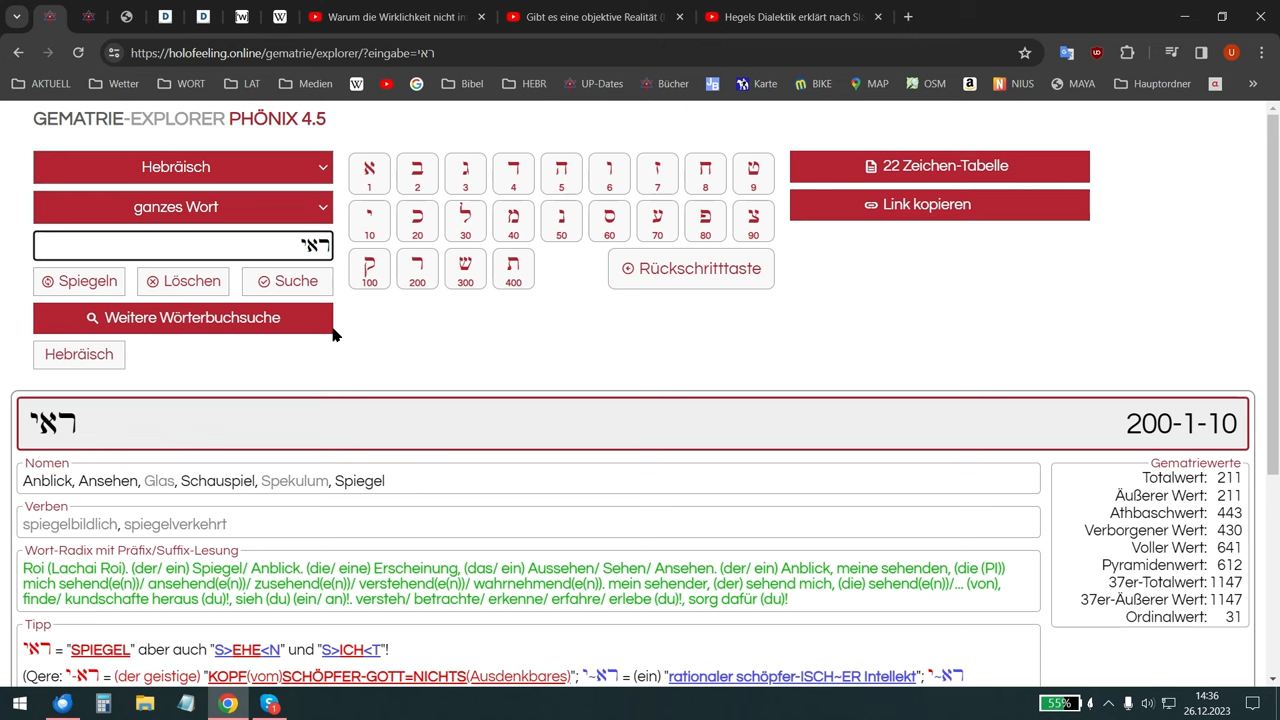 Warum die Wirklichkeit nicht in
Gibt es eine objektive Realität (
Hegels Dialektik erklärt nach Sl
https://holofeeling.online/gematrie/explorer/?eingabe=ראי
AKTUELL Wetter WORT LAT Medien Bibel HEBR UP-Dates Bücher Karte BIKE MAP OSM NIUS MAYA Hauptordner
GEMATRIE-EXPLORER PHÖNIX 4.5
Hebräisch
ganzes Wort
ראי
Spiegeln Löschen Suche
Weitere Wörterbuchsuche
Hebräisch
א ב ג ד ה ו ז ח ט
1 2 3 4 5 6 7 8 9
י כ ל מ נ ס ע פ צ
10 20 30 40 50 60 70 80 90
ק ר ש ת
100 200 300 400
Rückschritttaste
22 Zeichen-Tabelle
Link kopieren
ראי 200-1-10
Nomen
Anblick, Ansehen, Glas, Schauspiel, Spekulum, Spiegel
Verben
spiegelbildlich, spiegelverkehrt
Wort-Radix mit Präfix/Suffix-Lesung
Roi (Lachai Roi). (der/ ein) Spiegel/ Anblick. (die/ eine) Erscheinung, (das/ ein) Aussehen/ Sehen/ Ansehen. (der/ ein) Anblick, meine sehenden, (die (PI))
mich sehend(e(n))/ ansehend(e(n))/ zusehend(e(n))/ verstehend(e(n))/ wahrnehmend(e(n)). mein sehender, (der) sehend mich, (die) sehend(e(n))/... (von),
finde/ kundschafte heraus (du)!, sieh (du) (ein/ an)!. versteh/ betrachte/ erkenne/ erfahre/ erlebe (du)!, sorg dafür (du)!
Tipp
ראי = "SPIEGEL" aber auch "S>EHE<N" und "S>ICH<T"!
(Qere: רא-י = (der geistige) "KOPF(vom)SCHÖPFER-GOTT=NICHTS(Ausdenkbares)"; רא~י = (ein) "rationaler schöpfer-ISCH~ER Intellekt"; ר~אי
Gematriewerte
Totalwert: 211
Äußerer Wert: 211
Athbaschwert: 443
Verborgener Wert: 430
Voller Wert: 641
Pyramidenwert: 612
37er-Totalwert: 1147
37er-Äußerer Wert: 1147
Ordinalwert: 31
55%
14:36
26.12.2023